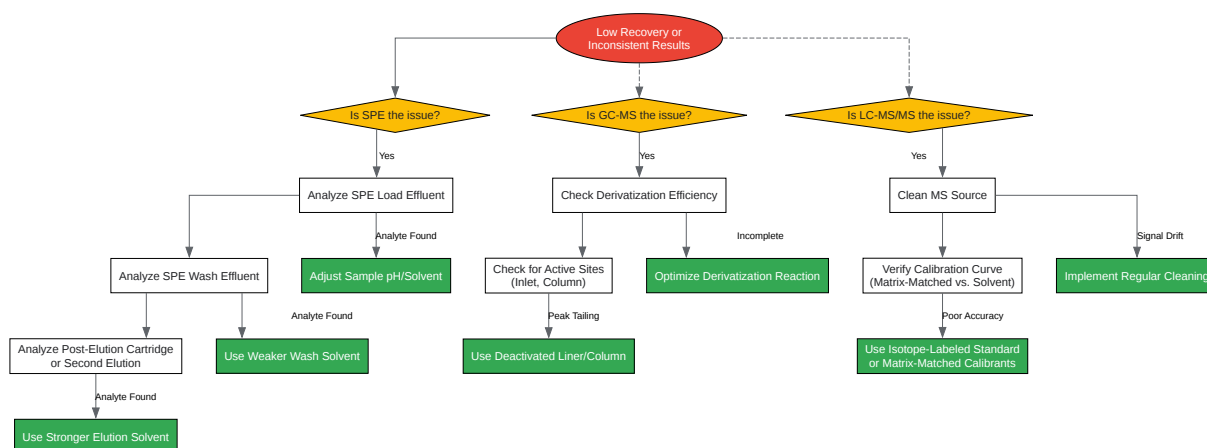 Low Recovery or
Inconsistent Results
Is SPE the issue?
Is GC-MS the issue?
Is LC-MS/MS the issue?
Yes
Yes
Yes
Analyze SPE Load Effluent
Check Derivatization Efficiency
Clean MS Source
Analyte Found
Incomplete
Signal Drift
Analyze SPE Wash Effluent
Adjust Sample pH/Solvent
Check for Active Sites
(Inlet, Column)
Optimize Derivatization Reaction
Verify Calibration Curve
(Matrix-Matched vs. Solvent)
Implement Regular Cleaning
Analyte Found
Peak Tailing
Poor Accuracy
Analyze Post-Elution Cartridge
or Second Elution
Use Weaker Wash Solvent
Use Deactivated Liner/Column
Use Isotope-Labeled Standard
or Matrix-Matched Calibrants
Analyte Found
Use Stronger Elution Solvent